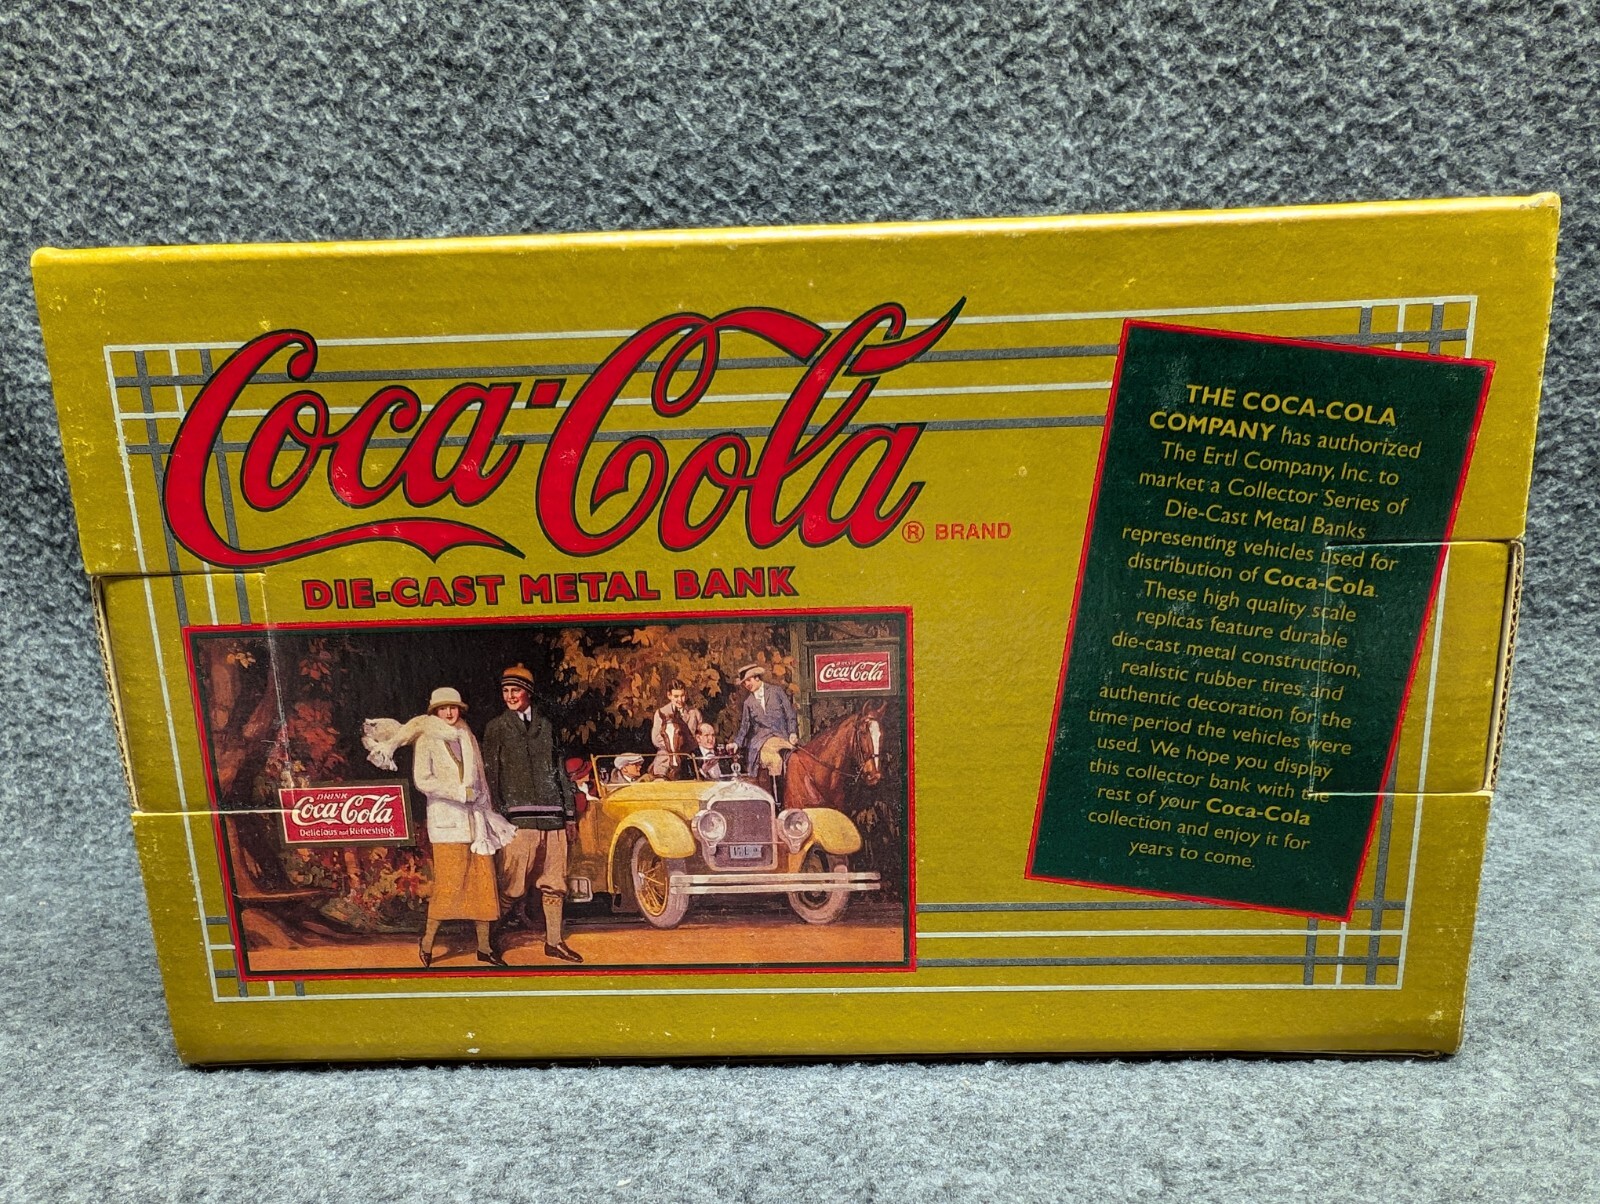 Coca-Cola
® BRAND
DIE-CAST METAL BANK
DRINK
Coca-Cola
Delicious and Refreshing
Coca-Cola
THE COCA-COLA
COMPANY has authorized
The Ertl Company, Inc. to
market a Collector Series of
Die-Cast Metal Banks
representing vehicles used for
distribution of Coca-Cola.
These high quality scale
replicas feature durable
die-cast metal construction,
realistic rubber tires, and
authentic decoration for the
time period the vehicles were
used. We hope you display
this collector bank with the
rest of your Coca-Cola
collection and enjoy it for
years to come.